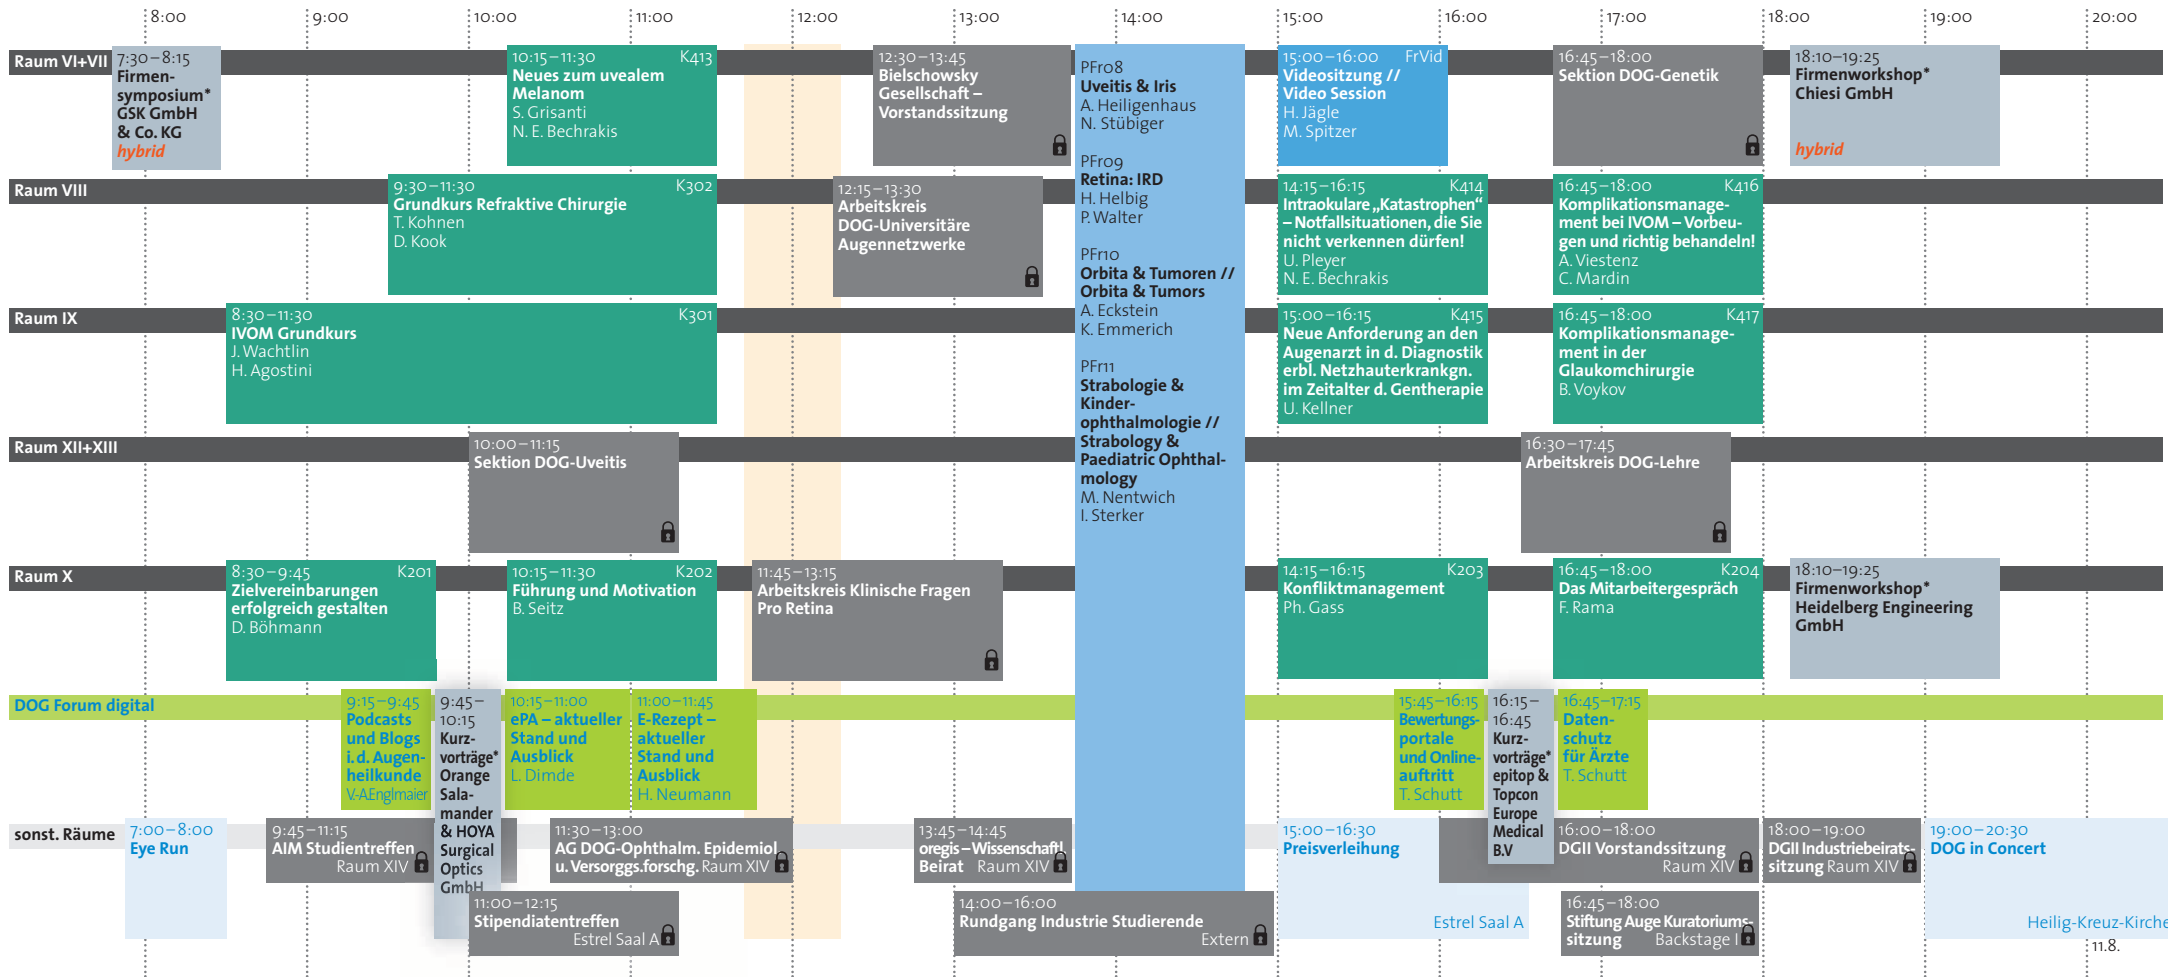 8:00 9:00 10:00 11:00 12:00 13:00 14:00 15:00 16:00 17:00 18:00 19:00 20:00
Raum VI+VII
7:30–8:15
Firmen-
symposium*
GSK GmbH
& Co. KG
hybrid
10:15–11:30 K413
Neues zum uvealem
Melanom
S. Grisanti
N. E. Bechrakis
12:30–13:45
Bielschowsky
Gesellschaft –
Vorstandssitzung
PFr08
Uveitis & Iris
A. Heiligenhaus
N. Stübiger
PFr09
Retina: IRD
H. Helbig
P. Walter
PFr10
Orbita & Tumoren //
Orbita & Tumors
A. Eckstein
K. Emmerich
PFr11
Strabologie &
Kinder-
ophthalmologie //
Strabology &
Paediatric Ophthal-
mology
M. Nentwich
I. Sterker
15:00–16:00 FrVid
Videositzung //
Video Session
H. Jägle
M. Spitzer
16:45–18:00
Sektion DOG-Genetik
18:10–19:25
Firmenworkshop*
Chiesi GmbH
hybrid
Raum VIII
9:30–11:30 K302
Grundkurs Refraktive Chirurgie
T. Kohnen
D. Kook
12:15–13:30
Arbeitskreis
DOG-Universitäre
Augennetzwerke
14:15–16:15 K414
Intraokulare „Katastrophen“
– Notfallsituationen, die Sie
nicht verkennen dürfen!
U. Pleyer
N. E. Bechrakis
16:45–18:00 K416
Komplikationsmanage-
ment bei IVOM – Vorbeu-
gen und richtig behandeln!
A. Viestenz
C. Mardin
Raum IX
8:30–11:30 K301
IVOM Grundkurs
J. Wachtlin
H. Agostini
15:00–16:15 K415
Neue Anforderung an den
Augenarzt in d. Diagnostik
erbl. Netzhauterkrankgn.
im Zeitalter d. Gentherapie
U. Kellner
16:45–18:00 K417
Komplikationsmanage-
ment in der
Glaukomchirurgie
B. Voykov
Raum XII+XIII
10:00–11:15
Sektion DOG-Uveitis
16:30–17:45
Arbeitskreis DOG-Lehre
Raum X
8:30–9:45 K201
Zielvereinbarungen
erfolgreich gestalten
D. Böhmann
10:15–11:30 K202
Führung und Motivation
B. Seitz
11:45–13:15
Arbeitskreis Klinische Fragen
Pro Retina
14:15–16:15 K203
Konfliktmanagement
Ph. Gass
16:45–18:00 K204
Das Mitarbeitergespräch
F. Rama
18:10–19:25
Firmenworkshop*
Heidelberg Engineering
GmbH
DOG Forum digital
9:15–9:45
Podcasts
und Blogs
i. d. Augen-
heilkunde
V.-A.Englmaier
9:45–
10:15
Kurz-
vorträge*
Orange
Sala-
mander
& HOYA
Surgical
Optics
GmbH
10:15–11:00
ePA – aktueller
Stand und
Ausblick
L. Dimde
11:00–11:45
E-Rezept –
aktueller
Stand und
Ausblick
H. Neumann
15:45–16:15
Bewertungs-
portale
und Online-
auftritt
T. Schutt
16:15–
16:45
Kurz-
vorträge*
epitop &
Topcon
Europe
Medical
B.V
16:45–17:15
Daten-
schutz
für Ärzte
T. Schutt
sonst. Räume
7:00–8:00
Eye Run
9:45–11:15
AIM Studientreffen
Raum XIV
11:30–13:00
AG DOG-Ophthalm. Epidemiol.
u. Versorggs.forschg. Raum XIV
13:45–14:45
oregis – Wissenschaftl.
Beirat Raum XIV
15:00–16:30
Preisverleihung
Estrel Saal A
16:00–18:00
DGII Vorstandssitzung
Raum XIV
18:00–19:00
DGII Industriebeirats-
sitzung Raum XIV
19:00–20:30
DOG in Concert
Heilig-Kreuz-Kirche
11:00–12:15
Stipendiatentreffen
Estrel Saal A
14:00–16:00
Rundgang Industrie Studierende
Extern
16:45–18:00
Stiftung Auge Kuratoriums-
sitzung Backstage I
11.8.